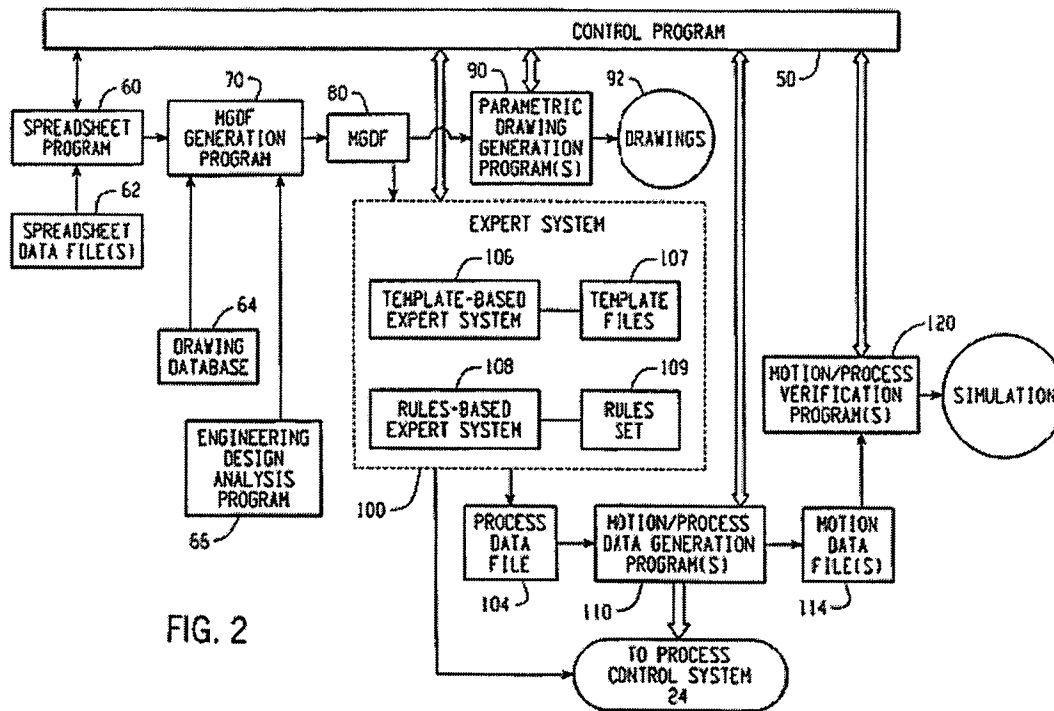 CONTROL PROGRAM
50
60
SPREADSHEET
PROGRAM
70
MGDF
GENERATION
PROGRAM
80
MGDF
90
PARAMETRIC
DRAWING
GENERATION
PROGRAM(S)
92
DRAWINGS
62
SPREADSHEET
DATA FILE(S)
64
DRAWING
DATABASE
ENGINEERING
DESIGN
ANALYSIS
PROGRAM
66
EXPERT SYSTEM
106
TEMPLATE-BASED
EXPERT SYSTEM
107
TEMPLATE
FILES
108
RULES-BASED
EXPERT SYSTEM
109
RULES
SET
100
120
MOTION/PROCESS
VERIFICATION
PROGRAM(S)
SIMULATION
PROCESS
DATA
FILE
104
MOTION/PROCESS
DATA GENERATION
PROGRAM(S)
110
MOTION
DATA
FILE(S)
114
TO PROCESS
CONTROL SYSTEM
24
FIG. 2